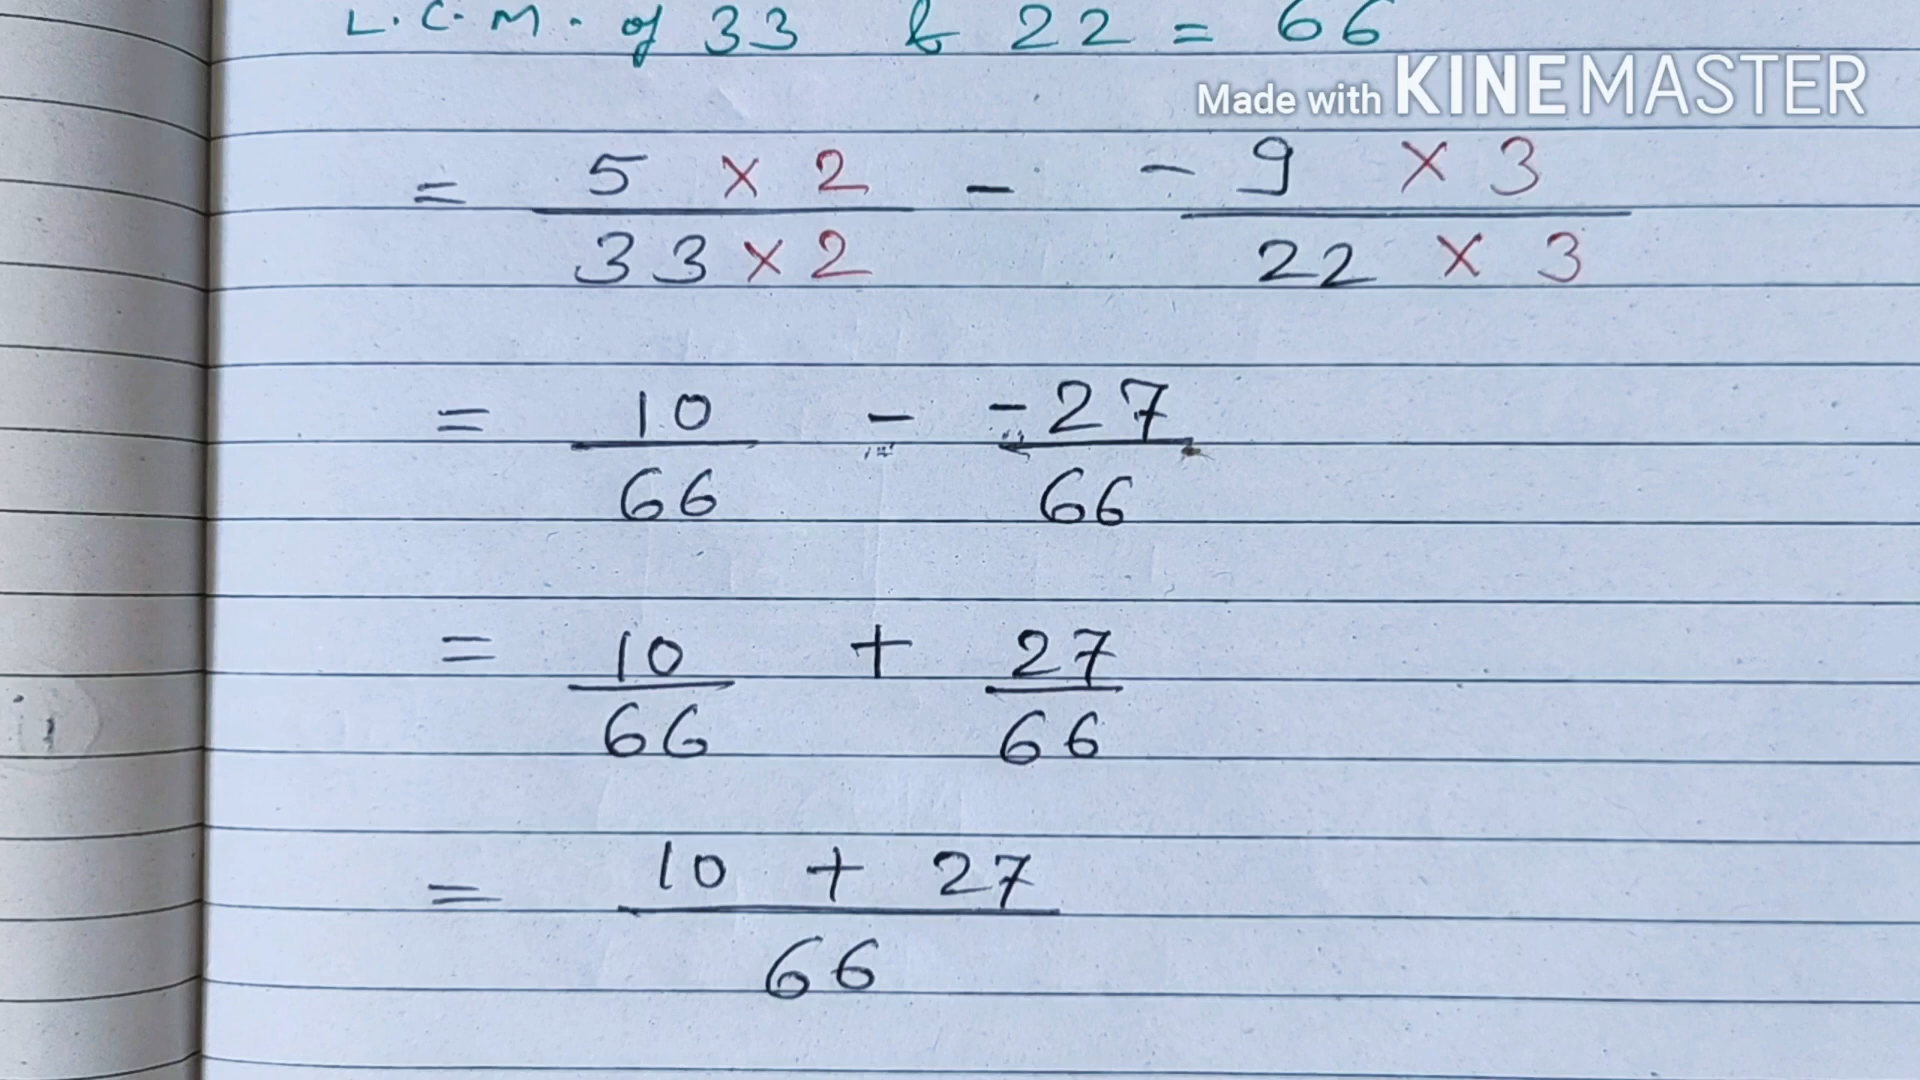 L.C.M. of 33 & 22 = 66
Made with KINEMASTER
= 5 × 2 / 33 × 2 - -9 × 3 / 22 × 3
= 10/66 - -27/66
= 10/66 + 27/66
= 10 + 27 / 66